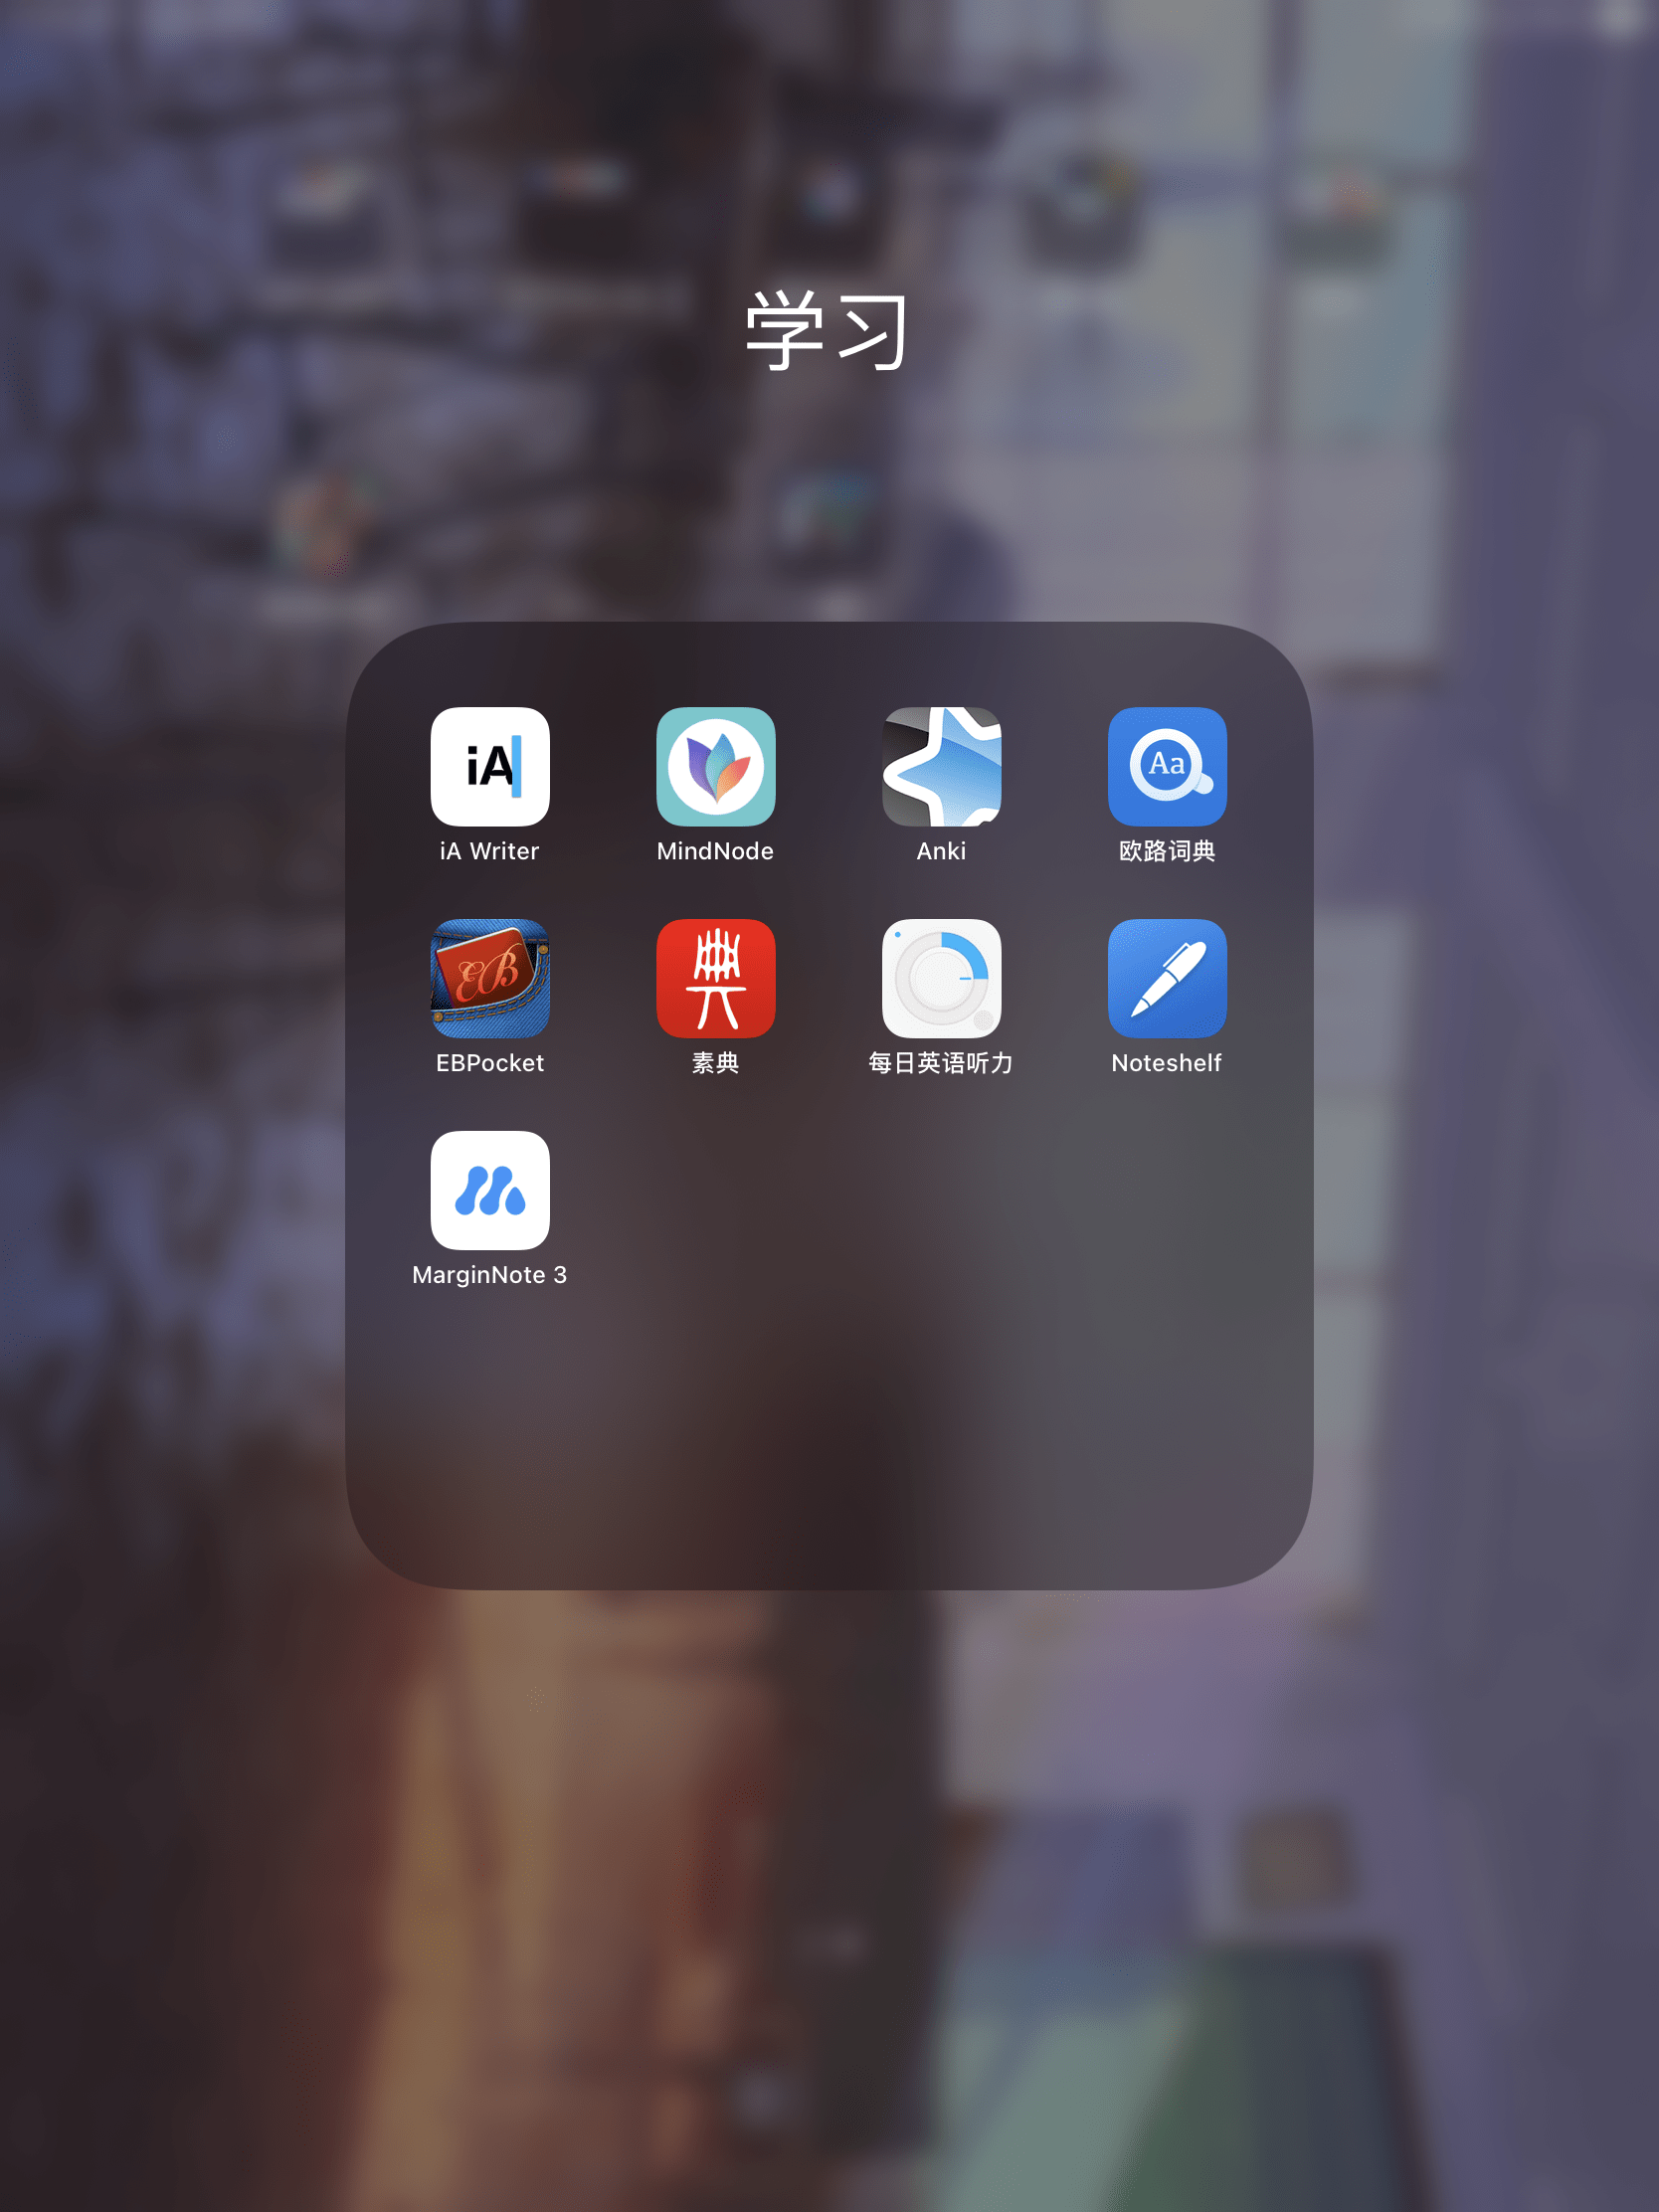 学习
iA
Aa
iA Writer
MindNode
Anki
欧路词典
EB
典
EBPocket
素典
每日英语听力
Noteshelf
MarginNote 3